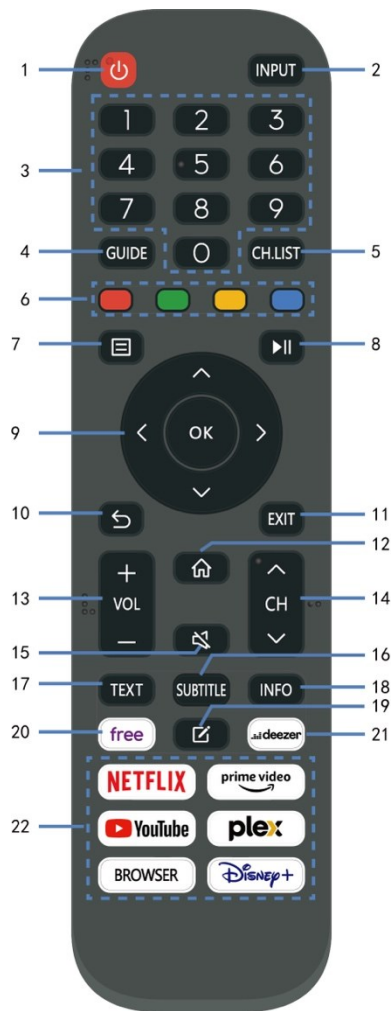 1 INPUT 2
1 2 3
3 4 5 6
7 8 9
4 GUIDE 0 CH.LIST 5
6
7 8
9 OK
10 EXIT 11
12
13 VOL CH 14
15
16
17 TEXT SUBTITLE INFO 18
19
20 free deezer 21
NETFLIX prime video
22 YouTube plex
BROWSER Disney+